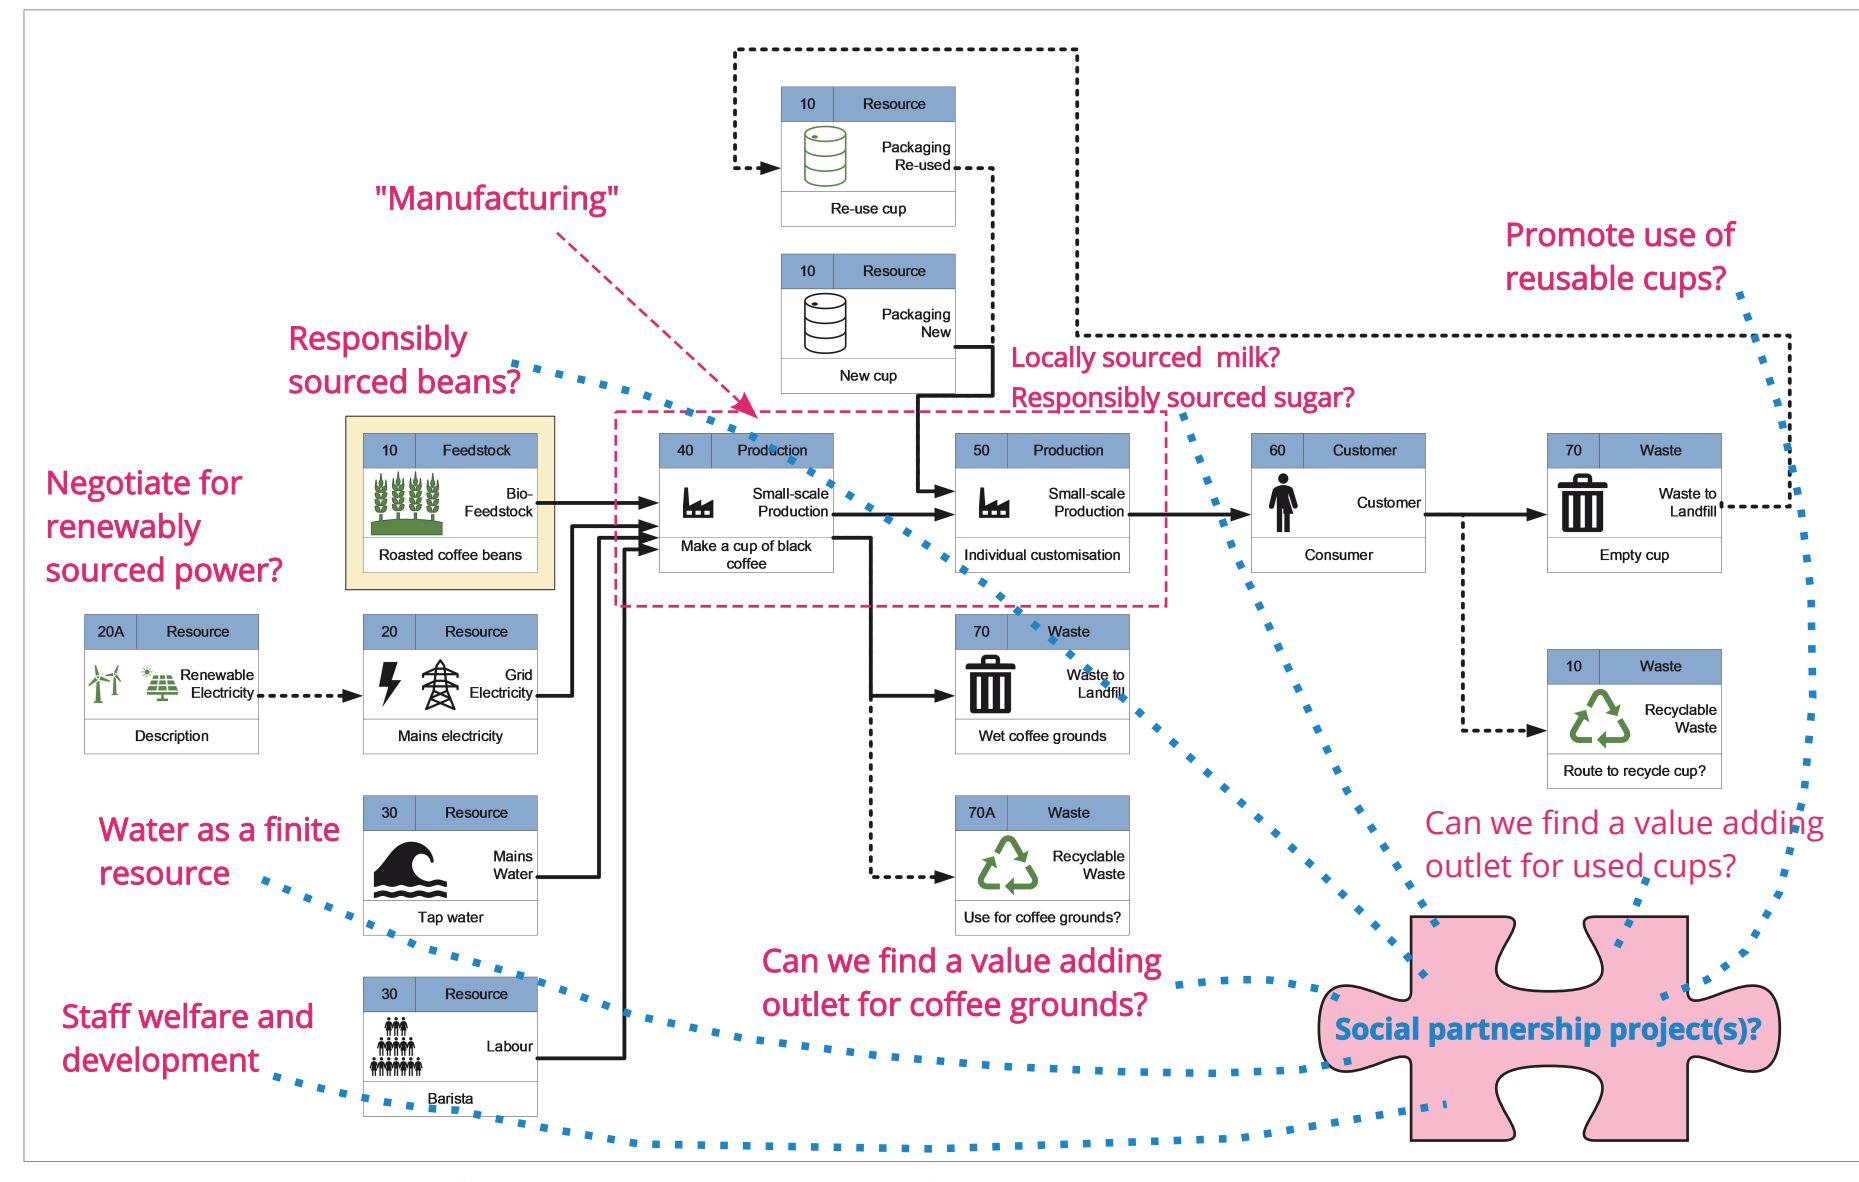 10 Resource
Packaging
Re-used
Re-use cup
"Manufacturing"
10 Resource
Packaging
New
New cup
Promote use of
reusable cups?
Responsibly
sourced beans?
Locally sourced milk?
Responsibly sourced sugar?
10 Feedstock
Bio-
Feedstock
Roasted coffee beans
40 Production
Small-scale
Production
Make a cup of black
coffee
50 Production
Small-scale
Production
Individual customisation
60 Customer
Customer
Consumer
70 Waste
Waste to
Landfill
Empty cup
Negotiate for
renewably
sourced power?
20A Resource
Renewable
Electricity
Description
20 Resource
Grid
Electricity
Mains electricity
70 Waste
Waste to
Landfill
Wet coffee grounds
10 Waste
Recyclable
Waste
Route to recycle cup?
Water as a finite
resource
30 Resource
Mains
Water
Tap water
70A Waste
Recyclable
Waste
Use for coffee grounds?
Can we find a value adding
outlet for used cups?
Can we find a value adding
outlet for coffee grounds?
Staff welfare and
development
30 Resource
Labour
Barista
Social partnership project(s)?